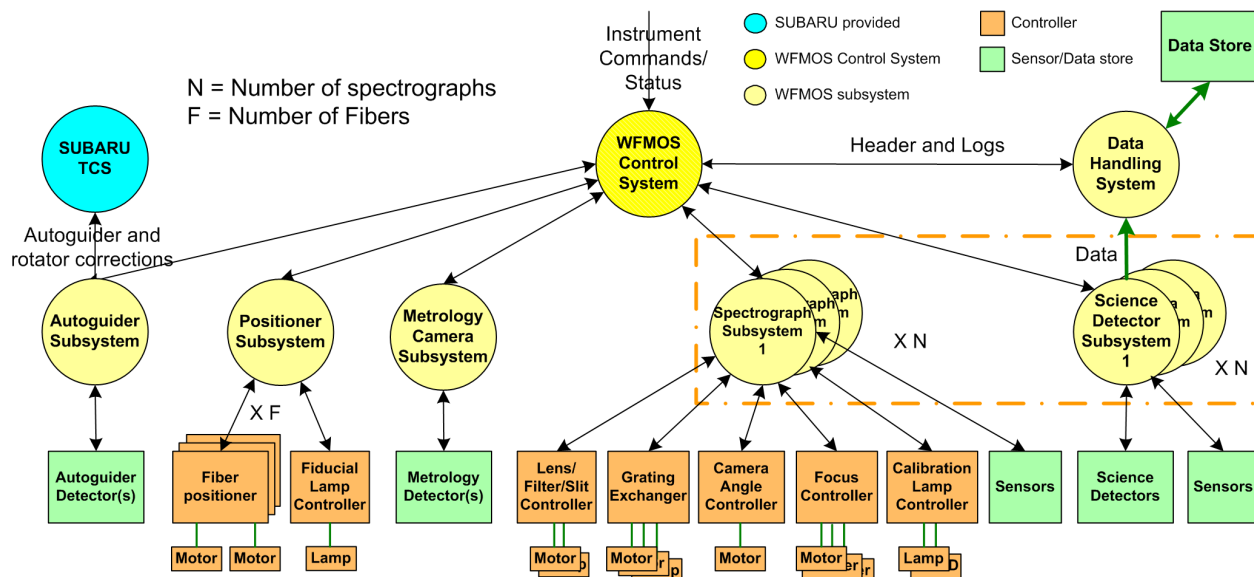 Instrument
Commands/
Status
SUBARU provided
WFMOS Control System
WFMOS subsystem
Controller
Sensor/Data store
Data Store
N = Number of spectrographs
F = Number of Fibers
SUBARU
TCS
WFMOS
Control
System
Header and Logs
Data
Handling
System
Autoguider and
rotator corrections
Data
Autoguider
Subsystem
Positioner
Subsystem
Metrology
Camera
Subsystem
Spectrograph
Subsystem
1
X N
Science
Detector
Subsystem
1
X N
X F
Autoguider
Detector(s)
Fiber
positioner
Fiducial
Lamp
Controller
Metrology
Detector(s)
Lens/
Filter/Slit
Controller
Grating
Exchanger
Camera
Angle
Controller
Focus
Controller
Calibration
Lamp
Controller
Sensors
Science
Detectors
Sensors
Motor
Motor
Lamp
Motor
Motor
Motor
Motor
Lamp